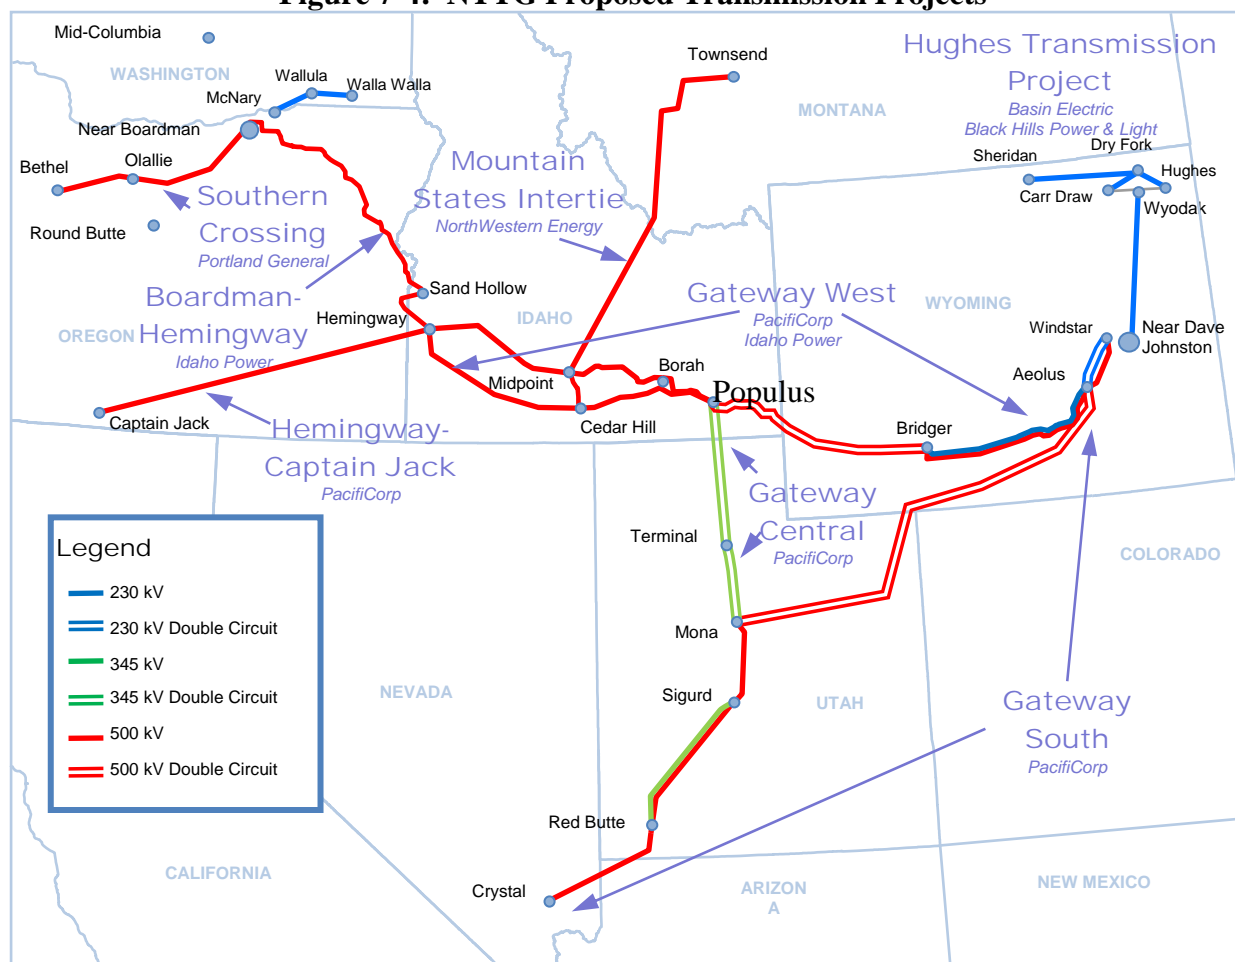 Figure 7-4:  NTTG Proposed Transmission Projects
Mid-Columbia
WASHINGTON
Wallula
Walla Walla
McNary
Near Boardman
Bethel
Olallie
Round Butte
Southern
Crossing
Portland General
Boardman-
Hemingway
Idaho Power
OREGON
Captain Jack
Hemingway-
Captain Jack
PacifiCorp
Townsend
MONTANA
Mountain
States Intertie
NorthWestern Energy
Hughes Transmission
Project
Basin Electric
Black Hills Power & Light
Dry Fork
Sheridan
Hughes
Carr Draw
Wyodak
Sand Hollow
Hemingway
IDAHO
Gateway West
PacifiCorp
Idaho Power
WYOMING
Windstar
Near Dave
Johnston
Aeolus
Midpoint
Borah
Populus
Cedar Hill
Bridger
Gateway
Central
PacifiCorp
Terminal
COLORADO
Mona
Legend
230 kV
230 kV Double Circuit
345 kV
345 kV Double Circuit
500 kV
500 kV Double Circuit
NEVADA
Sigurd
UTAH
Gateway
South
PacifiCorp
Red Butte
CALIFORNIA
Crystal
ARIZON
A
NEW MEXICO